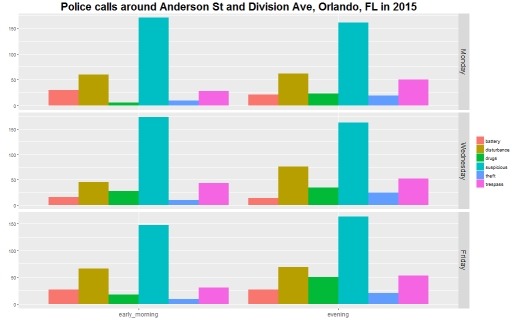 Police calls around Anderson St and Division Ave, Orlando, FL in 2015
150
100
50
0
Monday
150
100
50
0
Wednesday
150
100
50
0
Friday
early_morning
evening
battery
disturbance
drugs
suspicious
theft
trespass